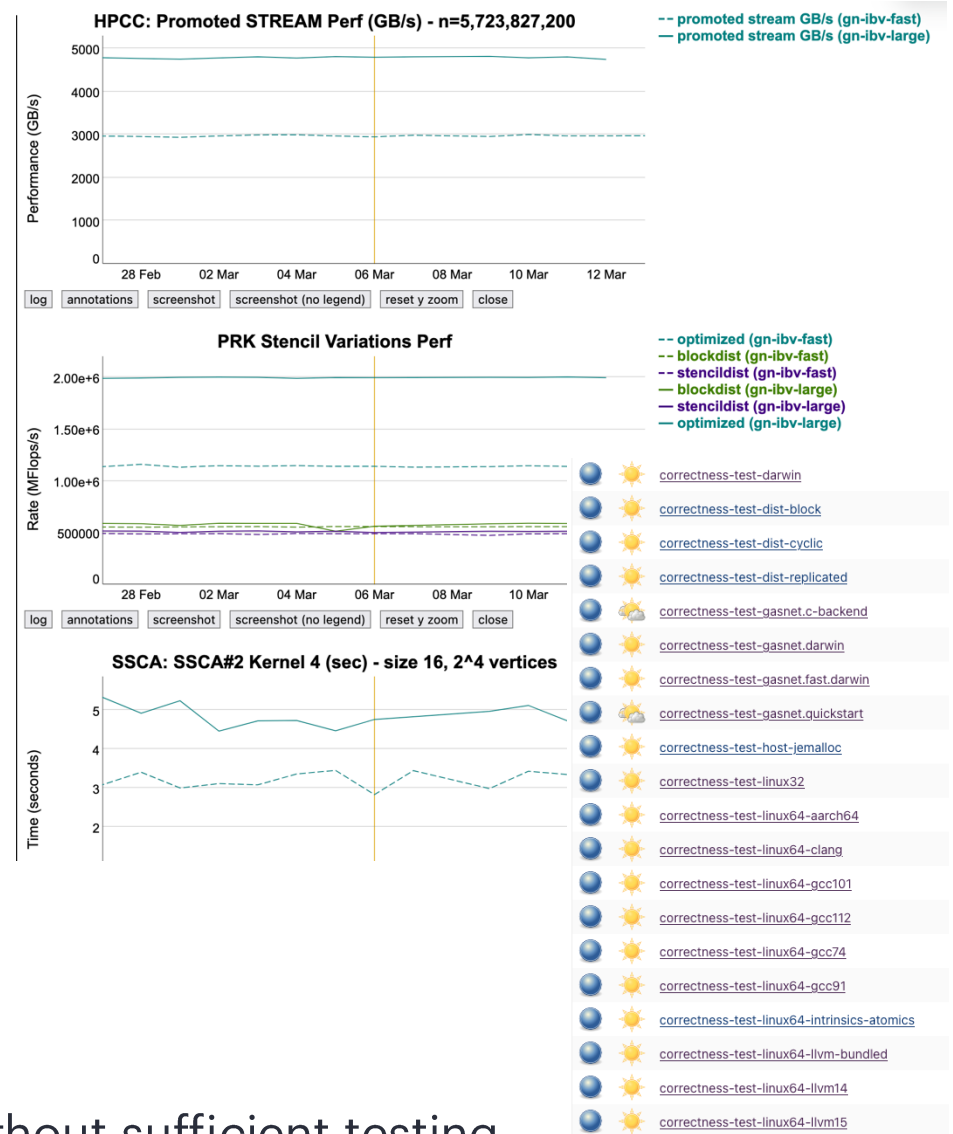 HPCC: Promoted STREAM Perf (GB/s) - n=5,723,827,200
promoted stream GB/s (gn-ibv-fast)
promoted stream GB/s (gn-ibv-large)
Performance (GB/s)
5000
4000
3000
2000
1000
0
28 Feb 02 Mar 04 Mar 06 Mar 08 Mar 10 Mar 12 Mar
log annotations screenshot screenshot (no legend) reset y zoom close
PRK Stencil Variations Perf
optimized (gn-ibv-fast)
blockdist (gn-ibv-fast)
stencildist (gn-ibv-fast)
blockdist (gn-ibv-large)
stencildist (gn-ibv-large)
optimized (gn-ibv-large)
Rate (MFlops/s)
2.00e+6
1.50e+6
1.00e+6
500000
0
28 Feb 02 Mar 04 Mar 06 Mar 08 Mar 10 Mar
log annotations screenshot screenshot (no legend) reset y zoom close
SSCA: SSCA#2 Kernel 4 (sec) - size 16, 2^4 vertices
Time (seconds)
5
4
3
2
correctness-test-darwin
correctness-test-dist-block
correctness-test-dist-cyclic
correctness-test-dist-replicated
correctness-test-gasnet.c-backend
correctness-test-gasnet.darwin
correctness-test-gasnet.fast.darwin
correctness-test-gasnet.quickstart
correctness-test-host-jemalloc
correctness-test-linux32
correctness-test-linux64-aarch64
correctness-test-linux64-clang
correctness-test-linux64-gcc101
correctness-test-linux64-gcc112
correctness-test-linux64-gcc74
correctness-test-linux64-gcc91
correctness-test-linux64-intrinsics-atomics
correctness-test-linux64-llvm-bundled
correctness-test-linux64-llvm14
correctness-test-linux64-llvm15
thout sufficient testing